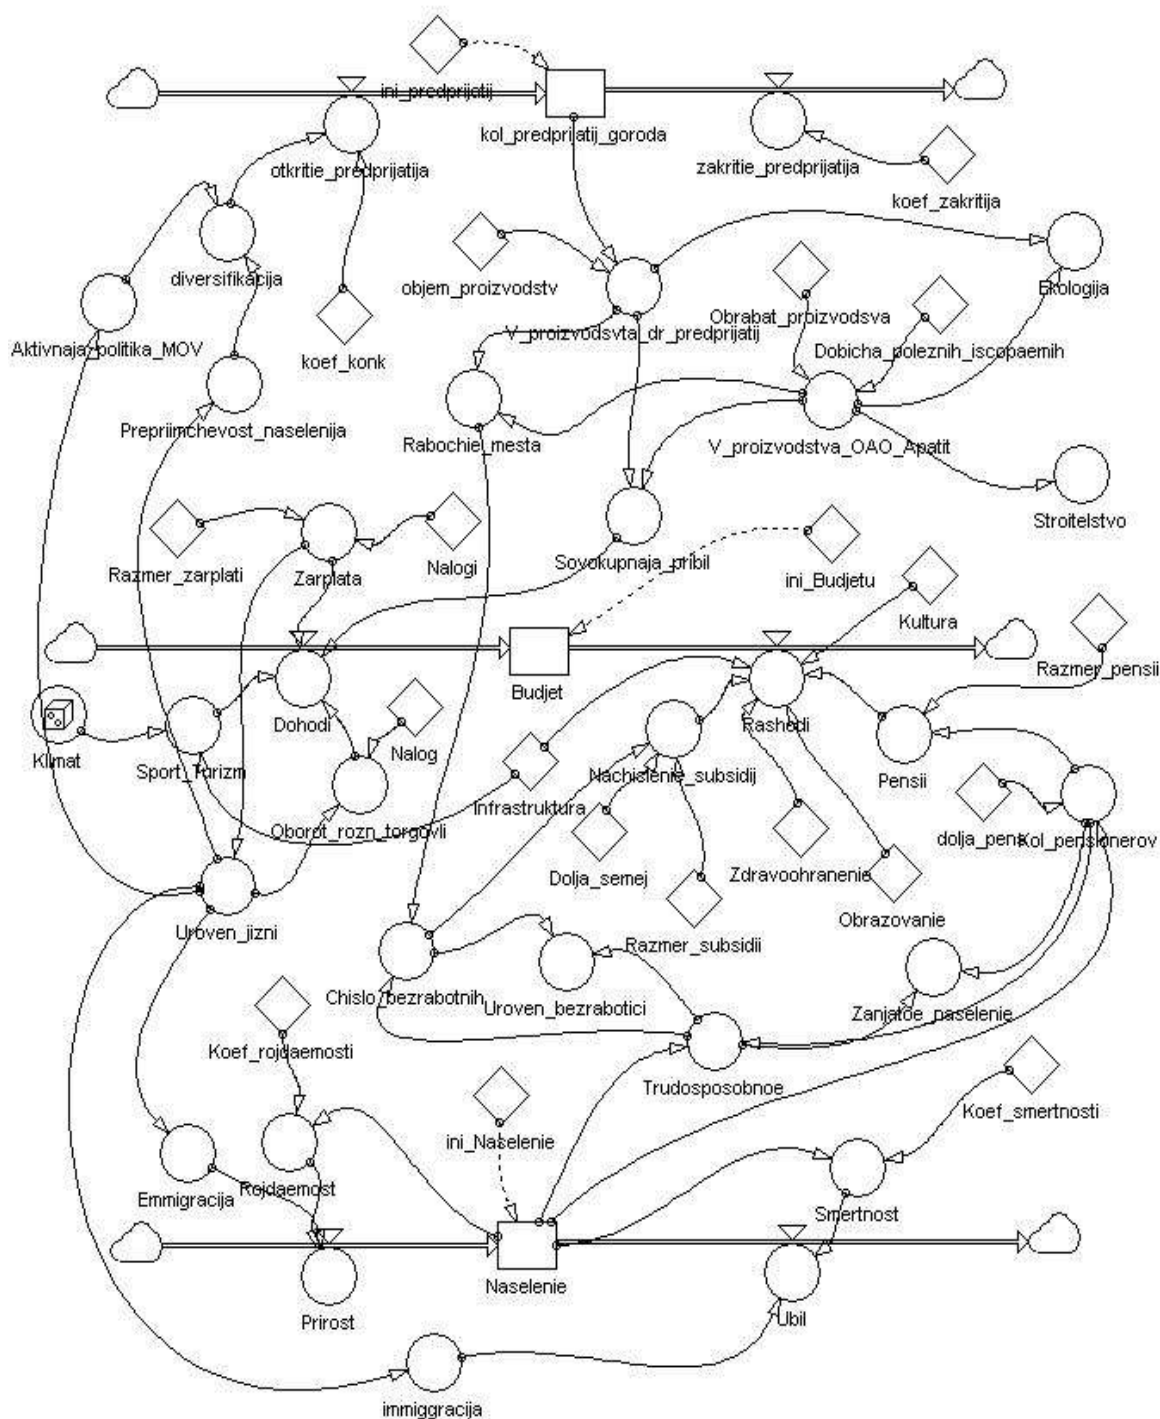 ini_predprijatij
kol_predprijatij_goroda
otkritie_predprijatija
zakritie_predprijatija
koef_zakritija
diversifikacija
objem_proizvodstv
Ekologija
Obrabat_proizvodsva
V_proizvodsvta_dr_predprijatij
Aktivnaja_politika_MOV
Dobicha_poleznih_iscopaemih
koef_konk
Prepriimchevost_naselenija
Rabochie_mesta
V_proizvodstva_OAO_Apatit
Stroitelstvo
Razmer_zarplati
Zarplata
Nalogi
Sovokupnaja_pribil
ini_Budjetu
Kultura
Razmer_pensii
Budjet
Dohodi
Rashodi
Klimat
Sport_Turizm
Nalog
Nachislenie_subsidij
Pensii
Infrastruktura
Oborot_rozn_torgovli
dolja_pens
Kol_pensionerov
Dolja_semej
Zdravoohranenie
Obrazovanie
Uroven_jizni
Razmer_subsidii
Chislo_bezrabotnih
Uroven_bezrabotici
Zanjatoe_naselenie
Koef_rojdaemosti
Trudosposobnoe
Koef_smertnosti
ini_Naselenie
Emmigracija
Rojdaemost
Smertnost
Naselenie
Prirost
Ubil
immiggracija